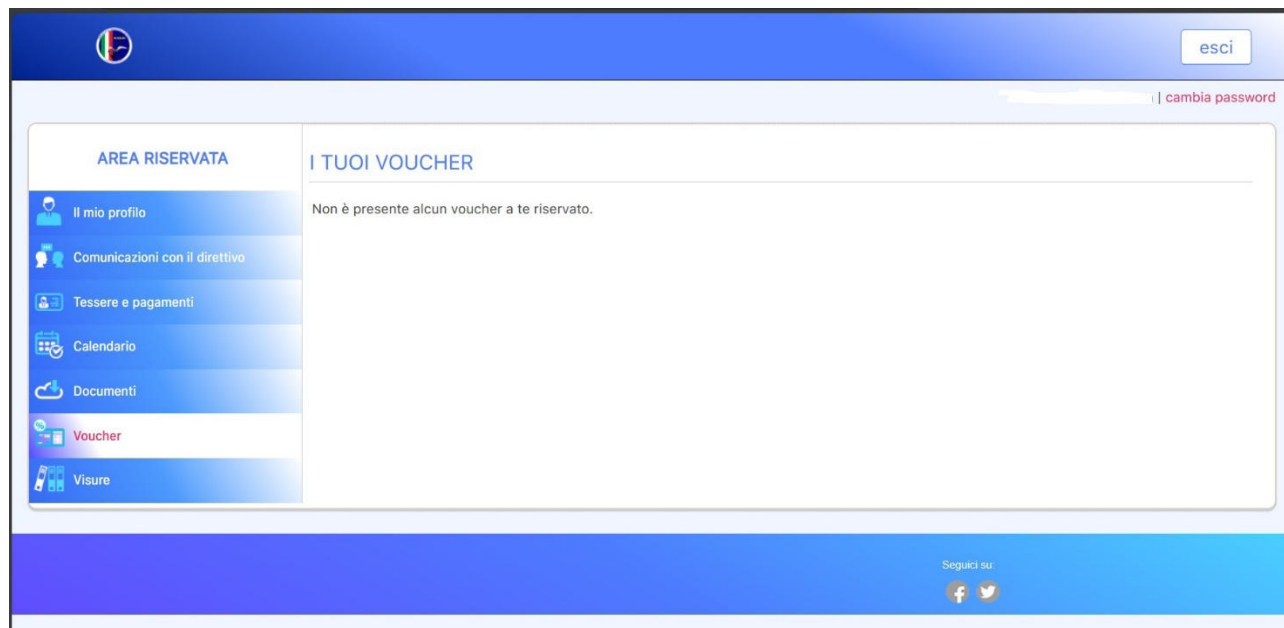 esci
| cambia password
AREA RISERVATA
Il mio profilo
Comunicazioni con il direttivo
Tessere e pagamenti
Calendario
Documenti
Voucher
Visure
I TUOI VOUCHER
Non è presente alcun voucher a te riservato.
Seguici su: